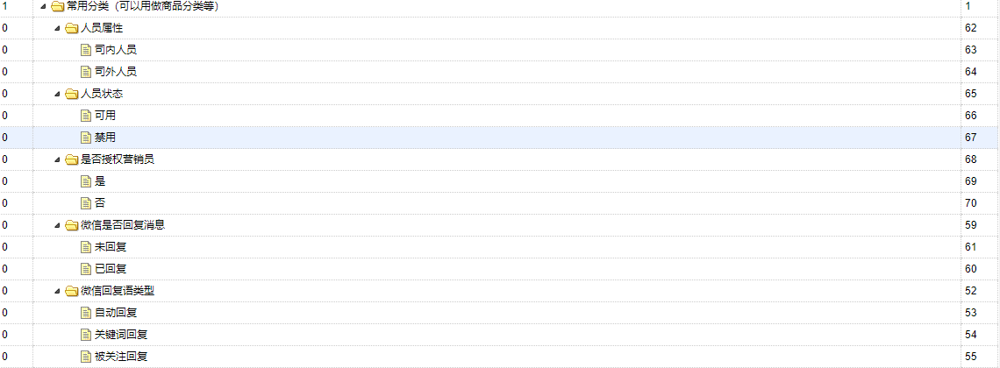 1 常用分类（可以用做商品分类等） 1
0 人员属性 62
0 司内人员 63
0 司外人员 64
0 人员状态 65
0 可用 66
0 禁用 67
0 是否授权营销员 68
0 是 69
0 否 70
0 微信是否回复消息 59
0 未回复 61
0 已回复 60
0 微信回复语类型 52
0 自动回复 53
0 关键词回复 54
0 被关注回复 55